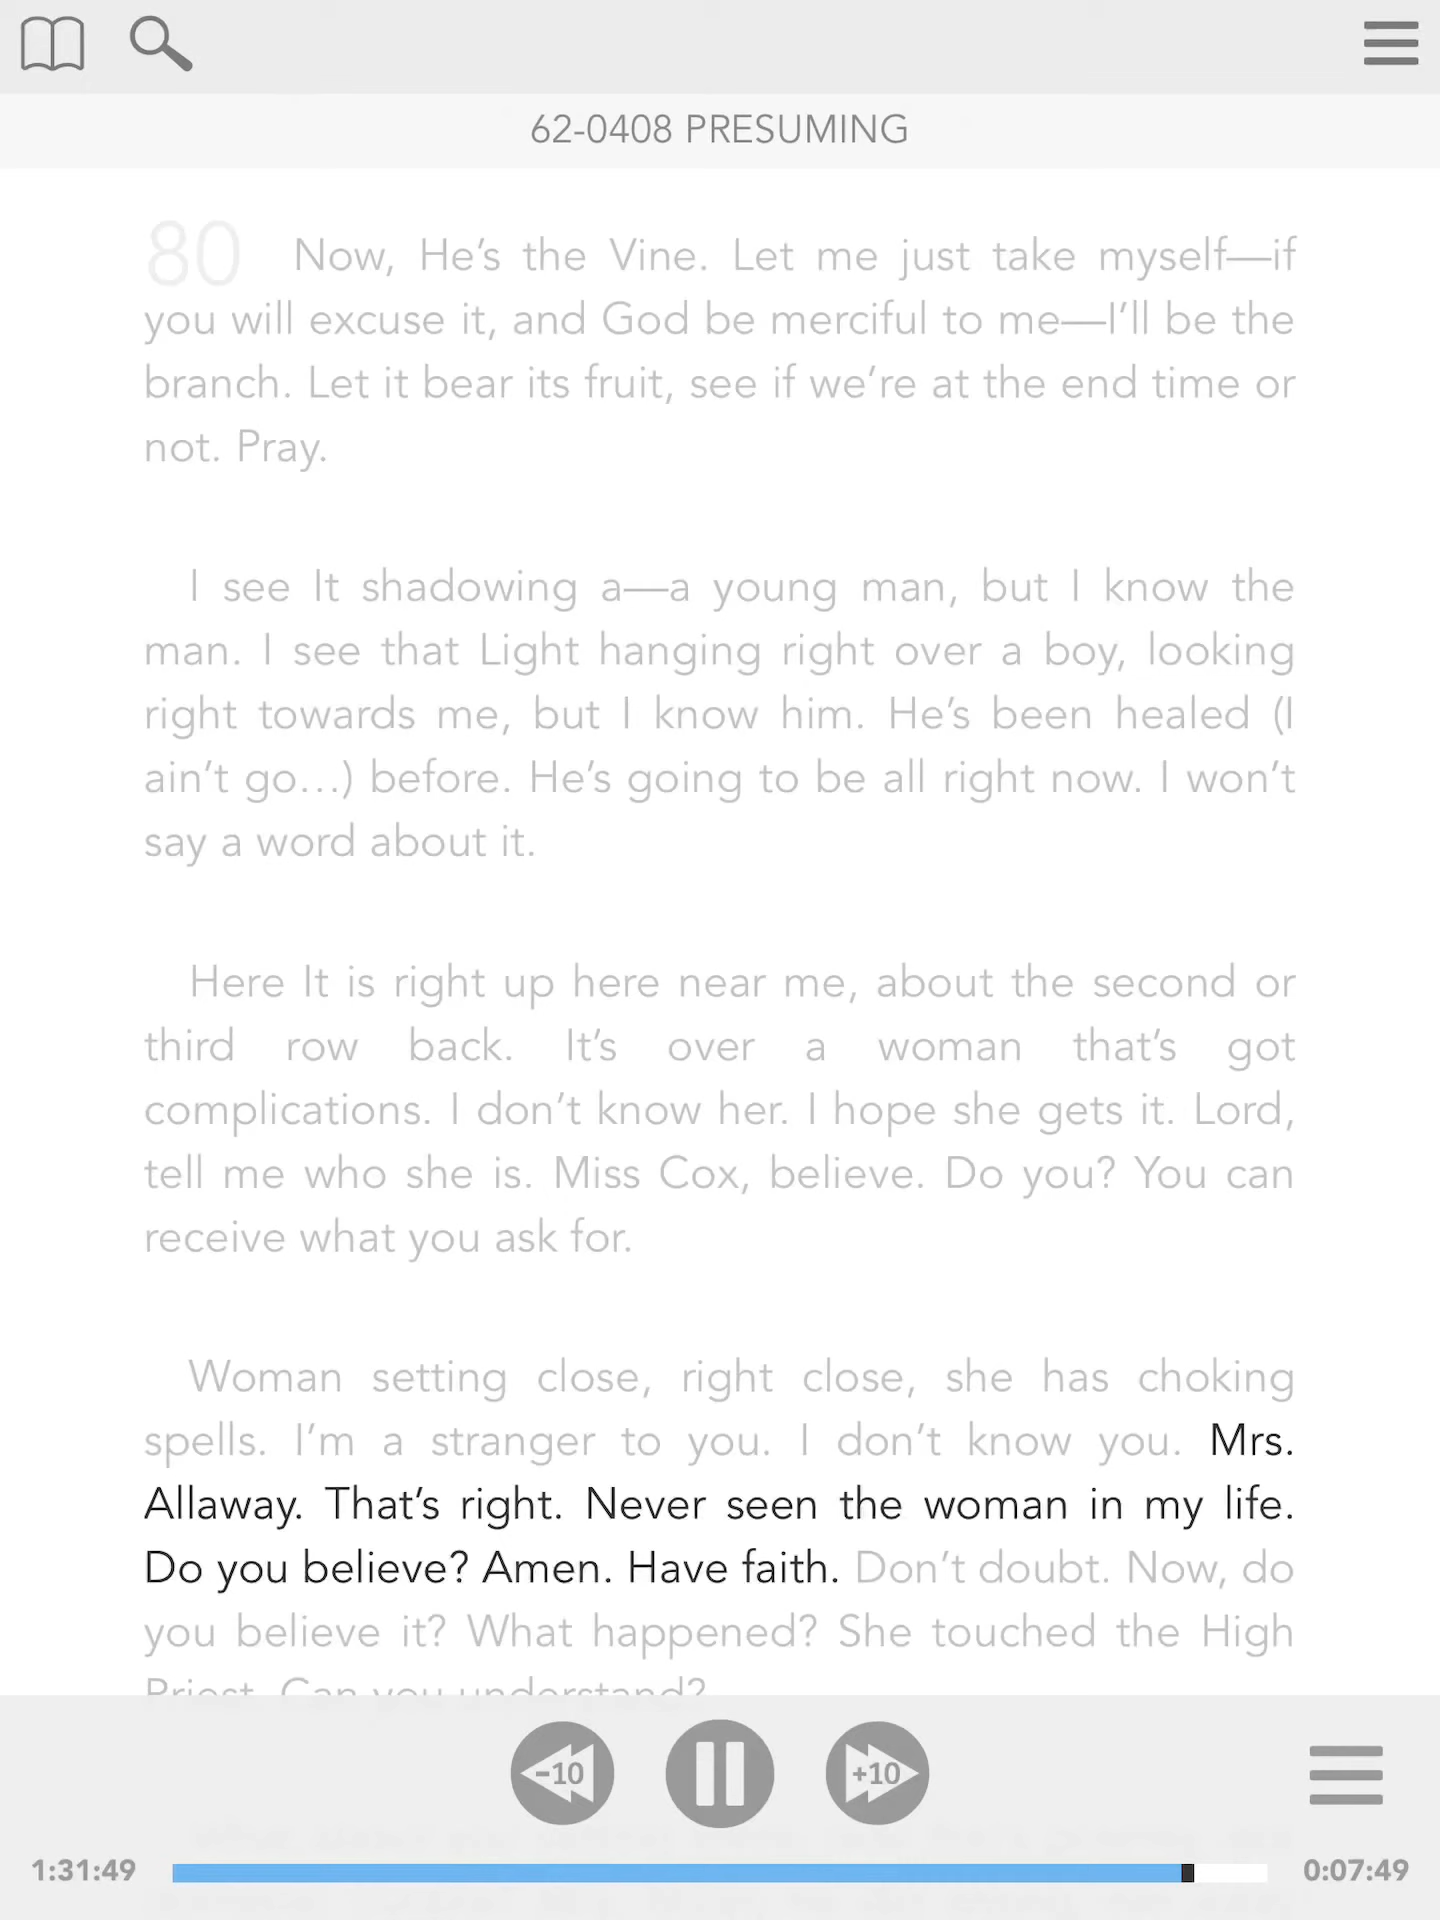 62-0408 PRESUMING
80 Now, He’s the Vine. Let me just take myself—if
you will excuse it, and God be merciful to me—I’ll be the
branch. Let it bear its fruit, see if we’re at the end time or
not. Pray.
I see It shadowing a—a young man, but I know the
man. I see that Light hanging right over a boy, looking
right towards me, but I know him. He’s been healed (I
ain’t go…) before. He’s going to be all right now. I won’t
say a word about it.
Here It is right up here near me, about the second or
third row back. It’s over a woman that’s got
complications. I don’t know her. I hope she gets it. Lord,
tell me who she is. Miss Cox, believe. Do you? You can
receive what you ask for.
Woman setting close, right close, she has choking
spells. I’m a stranger to you. I don’t know you. Mrs.
Allaway. That’s right. Never seen the woman in my life.
Do you believe? Amen. Have faith. Don’t doubt. Now, do
you believe it? What happened? She touched the High
Priest. Can you understand?
-10 +10
1:31:49 0:07:49